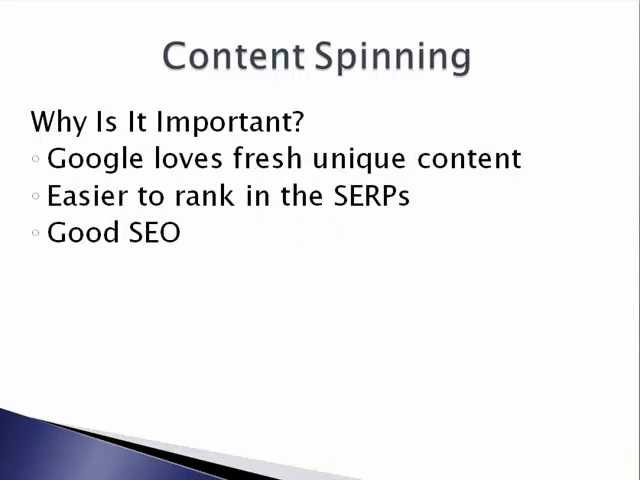 Content Spinning
Why Is It Important?
◦ Google loves fresh unique content
◦ Easier to rank in the SERPs
◦ Good SEO